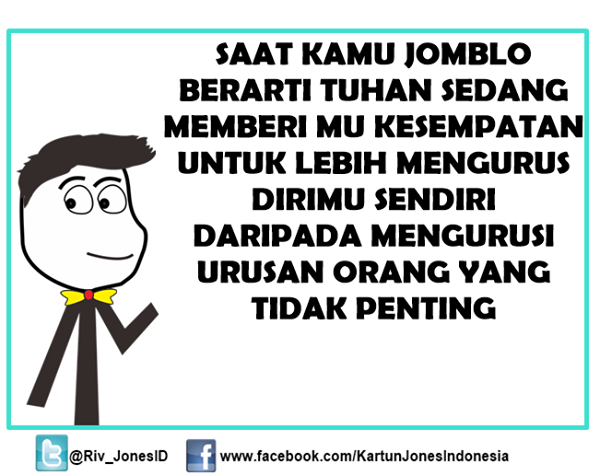 SAAT KAMU JOMBLO
BERARTI TUHAN SEDANG
MEMBERI MU KESEMPATAN
UNTUK LEBIH MENGURUS
DIRIMU SENDIRI
DARIPADA MENGURUSI
URUSAN ORANG YANG
TIDAK PENTING
@Riv_JonesID www.facebook.com/KartunJonesIndonesia